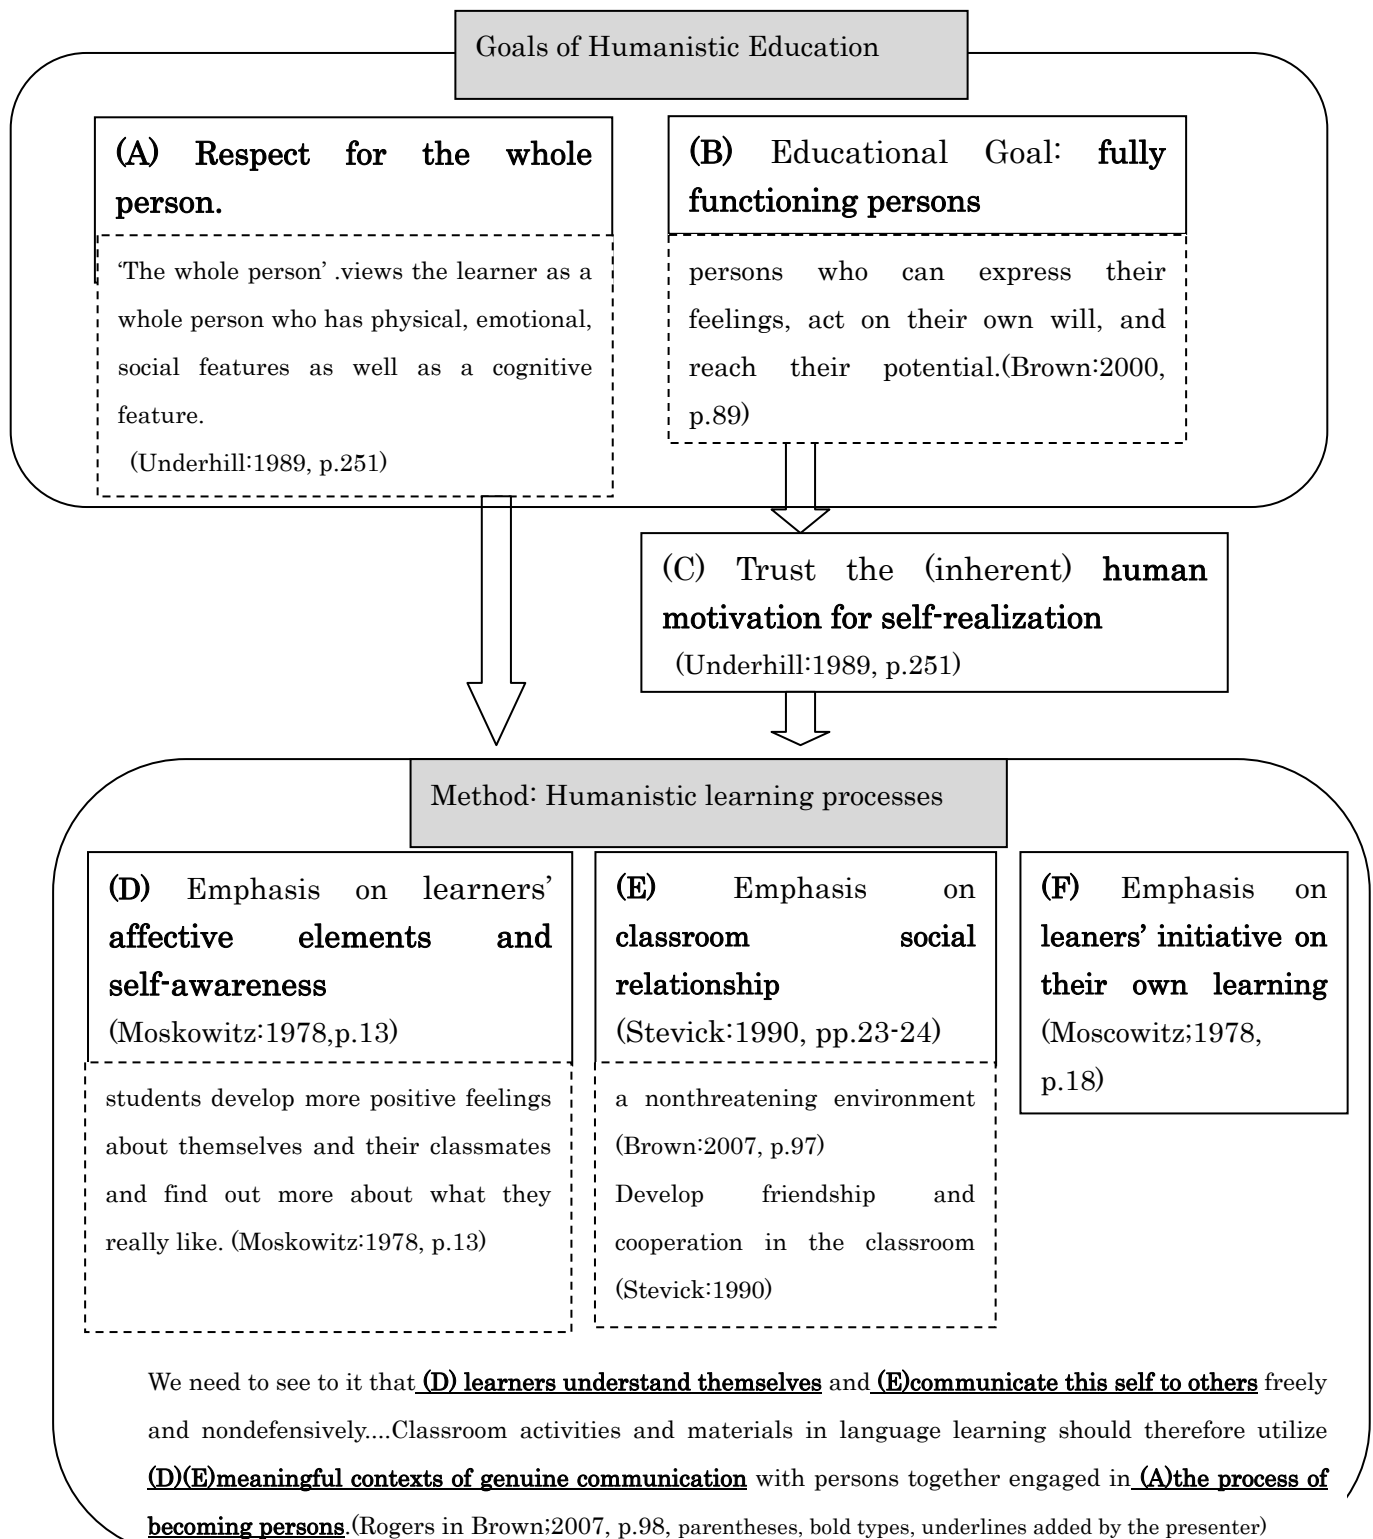 Goals of Humanistic Education
(A) Respect for the whole
person.
‘The whole person’ .views the learner as a
whole person who has physical, emotional,
social features as well as a cognitive
feature.
(Underhill:1989, p.251)
(B) Educational Goal: fully
functioning persons
persons who can express their
feelings, act on their own will, and
reach their potential.(Brown:2000,
p.89)
(C) Trust the (inherent) human
motivation for self-realization
(Underhill:1989, p.251)
Method: Humanistic learning processes
(D) Emphasis on learners’
affective elements and
self-awareness
(Moskowitz:1978,p.13)
students develop more positive feelings
about themselves and their classmates
and find out more about what they
really like. (Moskowitz:1978, p.13)
(E) Emphasis on
classroom social
relationship
(Stevick:1990, pp.23-24)
a nonthreatening environment
(Brown:2007, p.97)
Develop friendship and
cooperation in the classroom
(Stevick:1990)
(F) Emphasis on
leaners’ initiative on
their own learning
(Moscowitz;1978,
p.18)
We need to see to it that (D) learners understand themselves and (E)communicate this self to others freely
and nondefensively....Classroom activities and materials in language learning should therefore utilize
(D)(E)meaningful contexts of genuine communication with persons together engaged in (A)the process of
becoming persons.(Rogers in Brown;2007, p.98, parentheses, bold types, underlines added by the presenter)